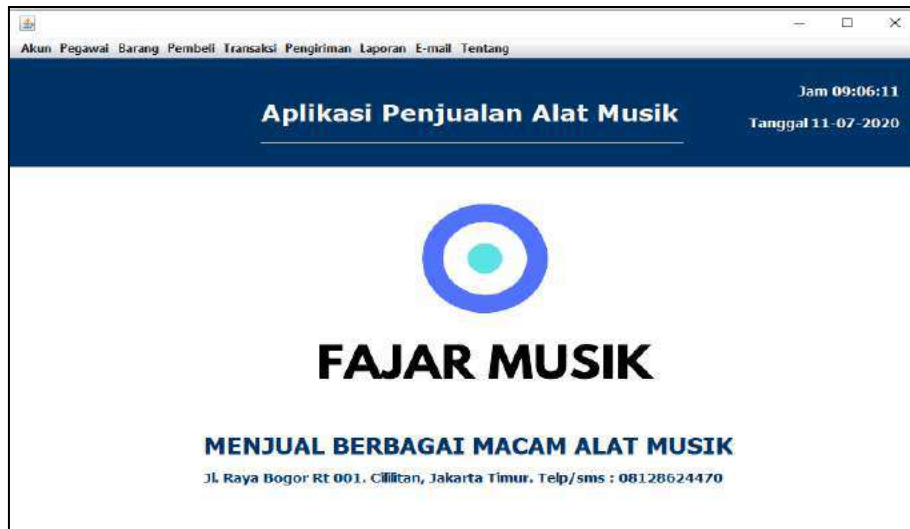 Akun Pegawai Barang Pembeli Transaksi Pengiriman Laporan E-mail Tentang
Jam 09:06:11
Aplikasi Penjualan Alat Musik
Tanggal 11-07-2020
FAJAR MUSIK
MENJUAL BERBAGAI MACAM ALAT MUSIK
Jl. Raya Bogor Rt 001. Cililitan, Jakarta Timur. Telp/sms : 08128624470